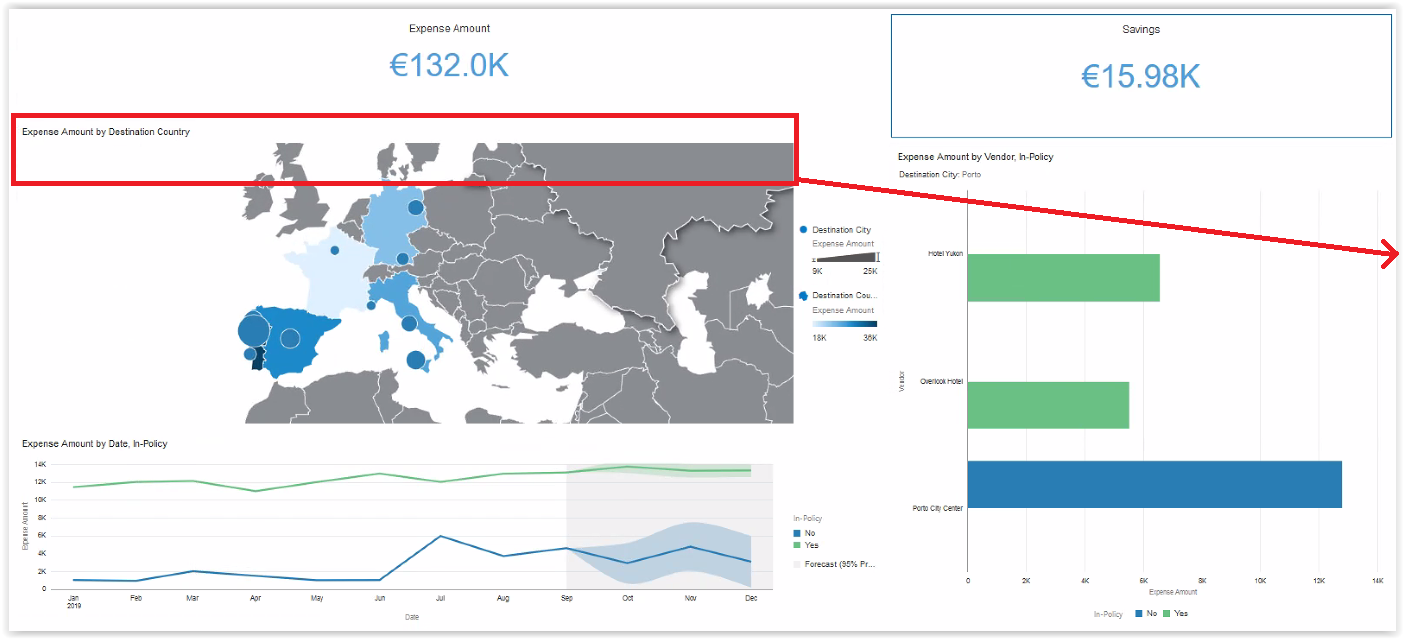 Expense Amount
€132.0K
Savings
€15.98K
Expense Amount by Destination Country
Destination City
Expense Amount
9K 25K
Destination Cou...
Expense Amount
18K 38K
Expense Amount by Vendor, In-Policy
Destination City: Porto
Vendor
Hotel Yukon
Overlook Hotel
Porto City Center
0 2K 4K 6K 8K 10K 12K 14K
Expense Amount
In-Policy No Yes
Expense Amount by Date, In-Policy
Expense Amount
14K
12K
10K
8K
6K
4K
2K
0
Jan Feb Mar Apr May Jun Jul Aug Sep Oct Nov Dec
2019
Date
In-Policy
No
Yes
Forecast (95% Pr...